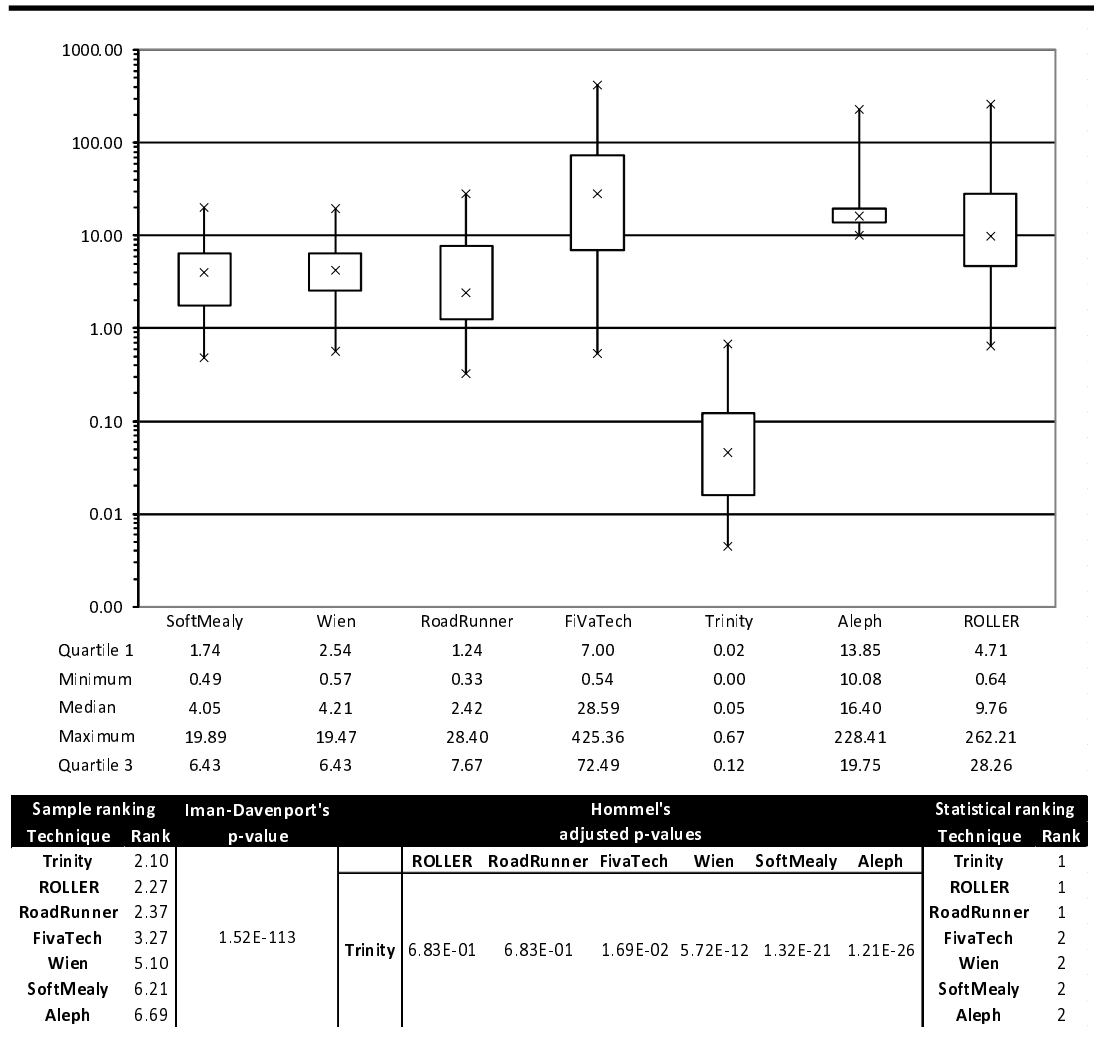 1000.00
100.00
10.00
1.00
0.10
0.01
0.00
SoftMealy Wien RoadRunner FiVaTech Trinity Aleph ROLLER
Quartile 1 1.74 2.54 1.24 7.00 0.02 13.85 4.71
Minimum 0.49 0.57 0.33 0.54 0.00 10.08 0.64
Median 4.05 4.21 2.42 28.59 0.05 16.40 9.76
Maximum 19.89 19.47 28.40 425.36 0.67 228.41 262.21
Quartile 3 6.43 6.43 7.67 72.49 0.12 19.75 28.26
Sample ranking Iman-Davenport's Hommel's Statistical ranking
Technique Rank p-value adjusted p-values Technique Rank
Trinity 2.10 ROLLER RoadRunner FivaTech Wien SoftMealy Aleph Trinity 1
ROLLER 2.27 ROLLER 1
RoadRunner 2.37 RoadRunner 1
FivaTech 3.27 1.52E-113 Trinity 6.83E-01 6.83E-01 1.69E-02 5.72E-12 1.32E-21 1.21E-26 FivaTech 2
Wien 5.10 Wien 2
SoftMealy 6.21 SoftMealy 2
Aleph 6.69 Aleph 2